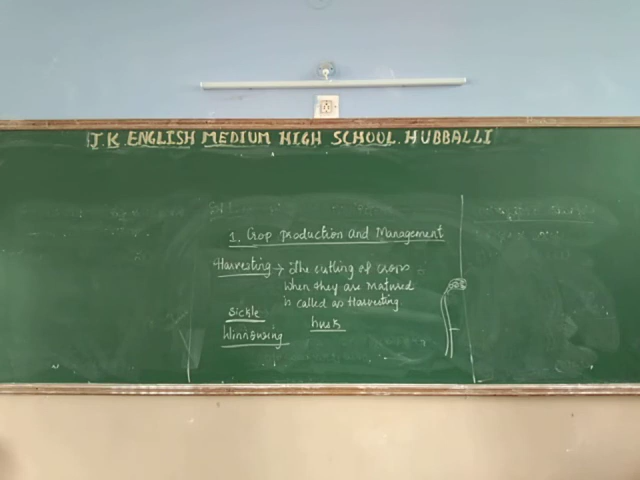 J.K. ENGLISH MEDIUM HIGH SCHOOL. HUBBALLI
1. Crop production and Management
Harvesting → The cutting of crops
when they are matured
is called as Harvesting.
sickle
husk
Winnowing